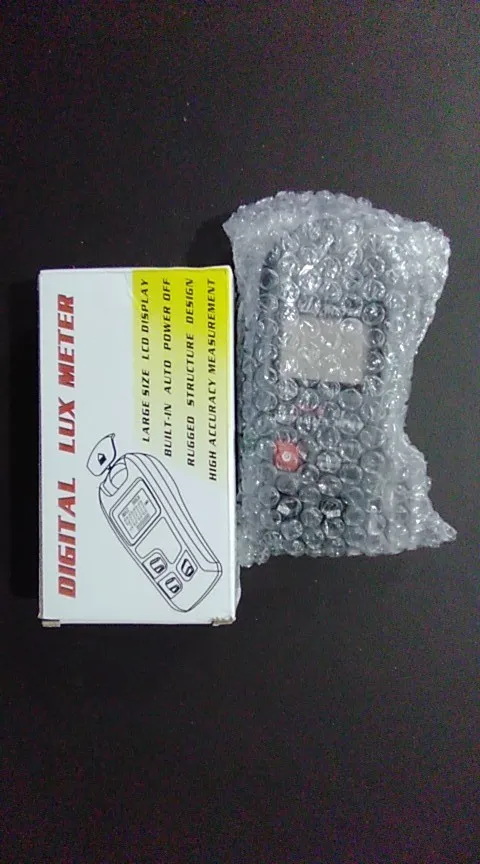 DIGITAL LUX METER
LARGE SIZE LCD DISPLAY
BUILT-IN AUTO POWER OFF
RUGGED STRUCTURE DESIGN
HIGH ACCURACY MEASUREMENT